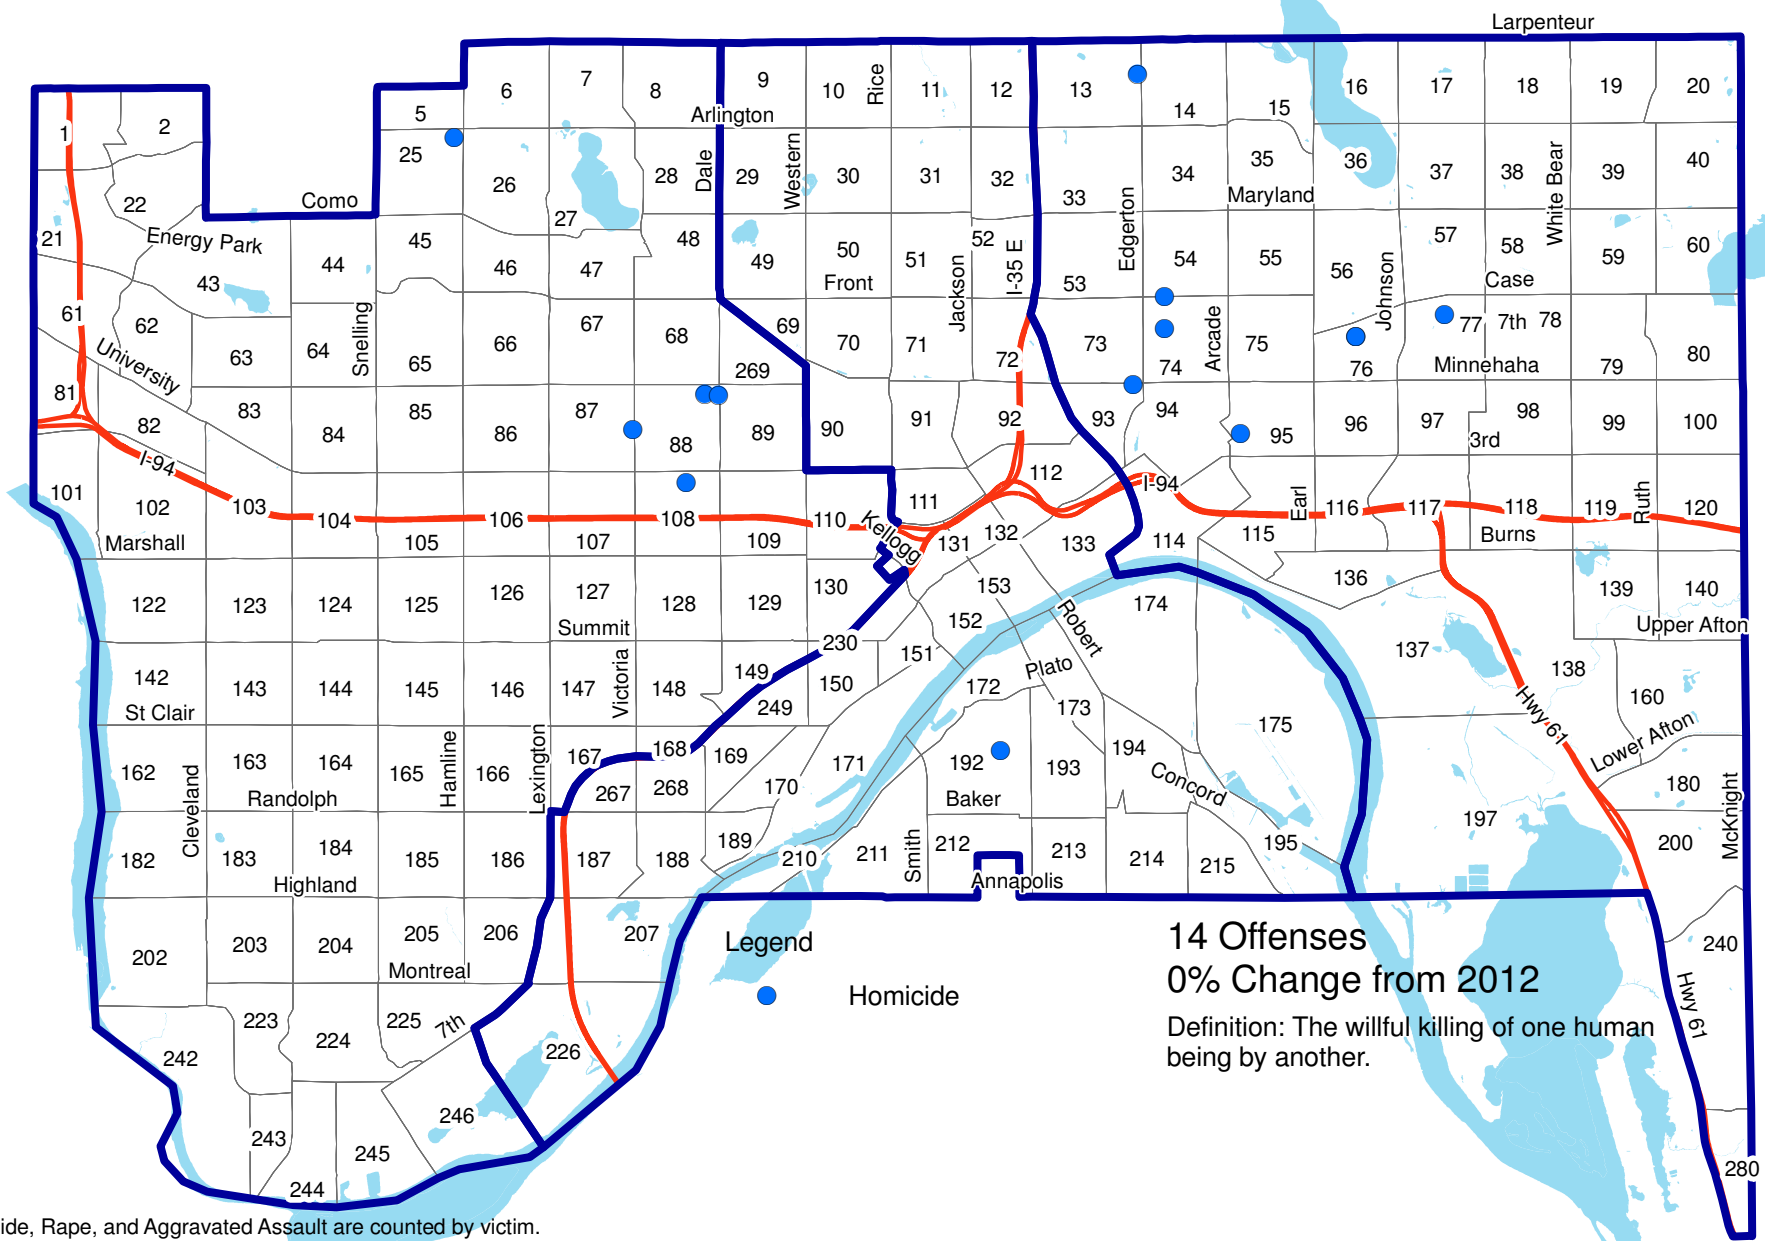 Larpenteur
6 7 8 9 10 Rice 11 12 13 14 15 16 17 18 19 20
1 2 5 Arlington
25 26 28 Dale 29 Western 30 31 32 33 34 35 36 37 38 White Bear 39 40
22 Como 27 Maryland
21 Energy Park 44 45 46 47 48 49 50 51 52 I-35 E 53 Edgerton 54 55 56 57 58 59 60
43 Front Jackson Johnson Case
61 62 63 64 Snelling 65 66 67 68 69 70 71 72 73 74 Arcade 75 76 77 7th 78 79 80
University 269 Minnehaha
81 82 83 84 85 86 87 88 89 90 91 92 93 94 95 96 97 98 99 100
3rd
I-94 112 I-94
101 102 103 104 106 108 110 111 Earl 116 117 118 119 Ruth 120
Marshall 105 107 109 Kellogg 131 132 133 114 115 Burns
122 123 124 125 126 127 128 129 130 153 174 136 139 140
Summit 230 152 Robert Upper Afton
142 143 144 145 146 147 Victoria 148 149 150 151 Plato 137 138
St Clair 249 172 173 175 160
162 163 164 165 Hamline 166 Lexington 167 168 169 170 171 192 193 194 Hwy 61 Lower Afton
Cleveland Randolph 267 268 Baker Concord 197 180 McKnight
182 183 184 185 186 187 188 189 210 211 Smith 212 213 214 215 195 200
Highland Annapolis
202 203 204 205 206 207 240
Montreal
Legend
Homicide
14 Offenses
0% Change from 2012
Definition: The willful killing of one human
being by another.
Hwy 61
242 223 224 225 7th 226
243 244 245 246 280
ide, Rape, and Aggravated Assault are counted by victim.